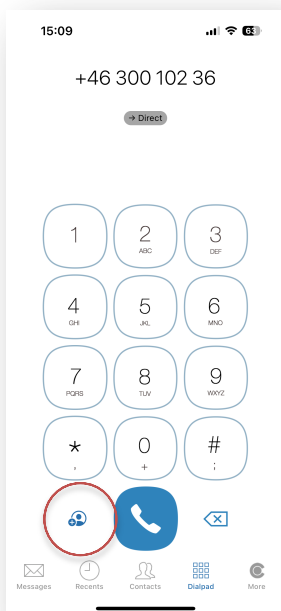 15:09
63
+46 300 102 36
→ Direct
1
2
ABC
3
DEF
4
GHI
5
JKL
6
MNO
7
PQRS
8
TUV
9
WXYZ
*
,
0
+
#
;
Messages
Recents
Contacts
Dialpad
More